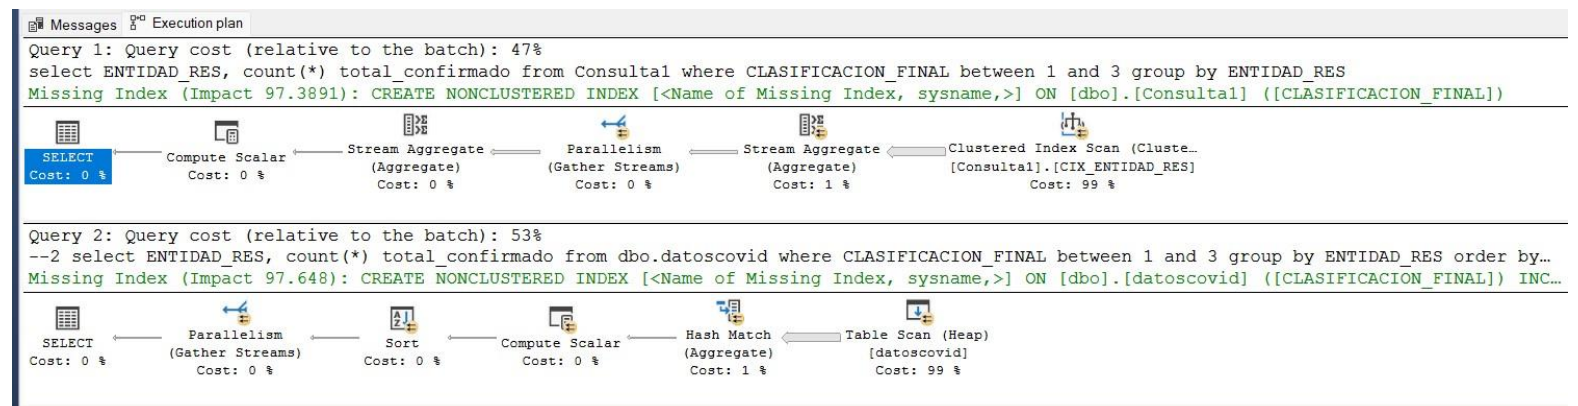 Messages Execution plan
Query 1: Query cost (relative to the batch): 47%
select ENTIDAD_RES, count(*) total_confirmado from Consulta1 where CLASIFICACION_FINAL between 1 and 3 group by ENTIDAD_RES
Missing Index (Impact 97.3891): CREATE NONCLUSTERED INDEX [<Name of Missing Index, sysname,>] ON [dbo].[Consulta1] ([CLASIFICACION_FINAL])
SELECT
Cost: 0 %
Compute Scalar
Cost: 0 %
Stream Aggregate
(Aggregate)
Cost: 0 %
Parallelism
(Gather Streams)
Cost: 0 %
Stream Aggregate
(Aggregate)
Cost: 1 %
Clustered Index Scan (Cluste…
[Consulta1].[CIX_ENTIDAD_RES]
Cost: 99 %
Query 2: Query cost (relative to the batch): 53%
--2 select ENTIDAD_RES, count(*) total_confirmado from dbo.datoscovid where CLASIFICACION_FINAL between 1 and 3 group by ENTIDAD_RES order by…
Missing Index (Impact 97.648): CREATE NONCLUSTERED INDEX [<Name of Missing Index, sysname,>] ON [dbo].[datoscovid] ([CLASIFICACION_FINAL]) INC…
SELECT
Cost: 0 %
Parallelism
(Gather Streams)
Cost: 0 %
Sort
Cost: 0 %
Compute Scalar
Cost: 0 %
Hash Match
(Aggregate)
Cost: 1 %
Table Scan (Heap)
[datoscovid]
Cost: 99 %